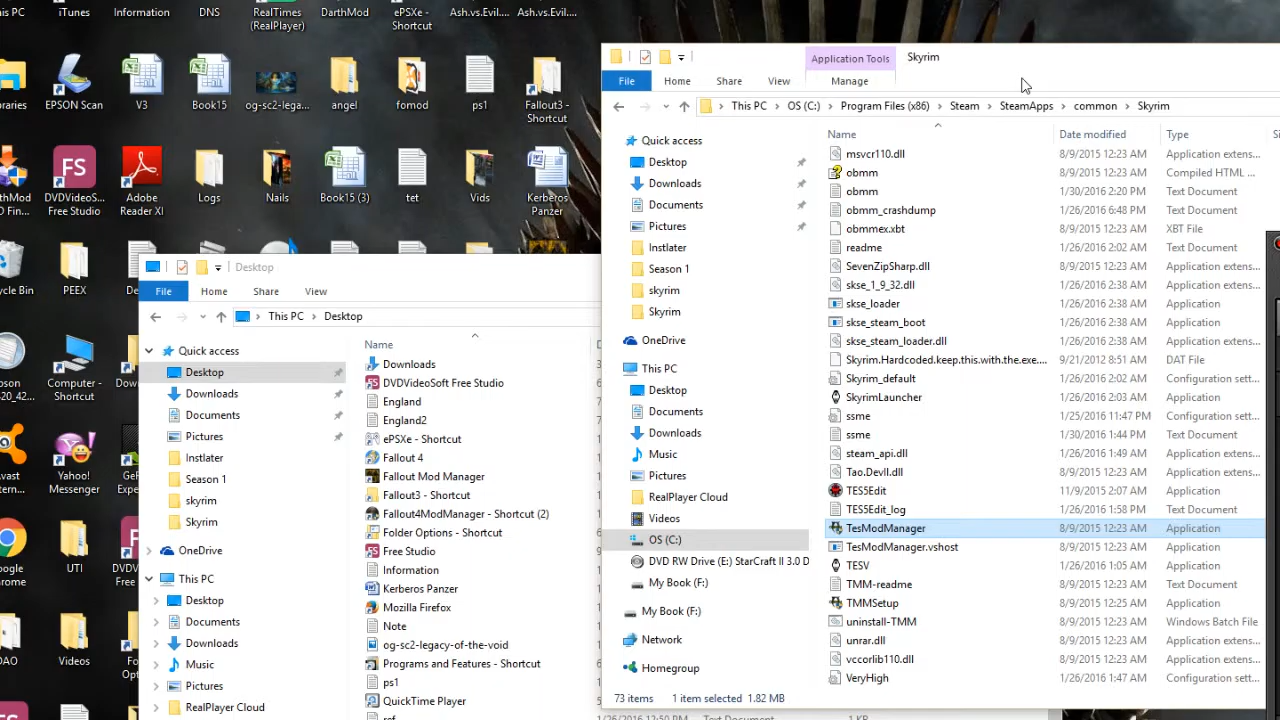 is PC
iTunes
Information
DNS
RealTimes
(RealPlayer)
DarthMod
ePSXe -
Shortcut
Ash.vs.Evil....
Ash.vs.Evil....
braries
EPSON Scan
V3
Book15
og-sc2-lega...
angel
fomod
ps1
Fallout3 -
Shortcut
FS
FS
DVDVideoS...
Free Studio
Adobe
Reader XI
Logs
Nails
Book15 (3)
tet
Vids
Kerberos
Panzer
cycle Bin
PEEX
Computer -
Shortcut
Yahoo!
Messenger
UTI
Videos
Desktop
File
Home
Share
View
This PC
Desktop
Quick access
Desktop
Downloads
Documents
Pictures
Instlater
Season 1
skyrim
Skyrim
OneDrive
This PC
Desktop
Documents
Downloads
Music
Pictures
RealPlayer Cloud
Name
Downloads
DVDVideoSoft Free Studio
England
England2
ePSXe - Shortcut
Fallout 4
Fallout Mod Manager
Fallout3 - Shortcut
Fallout4ModManager - Shortcut (2)
Folder Options - Shortcut
Free Studio
Information
Kerberos Panzer
Mozilla Firefox
Note
og-sc2-legacy-of-the-void
Programs and Features - Shortcut
ps1
QuickTime Player
ref
Application Tools
Skyrim
File
Home
Share
View
Manage
This PC
OS (C:)
Program Files (x86)
Steam
SteamApps
common
Skyrim
Quick access
Desktop
Downloads
Documents
Pictures
Instlater
Season 1
skyrim
Skyrim
OneDrive
This PC
Desktop
Documents
Downloads
Music
Pictures
RealPlayer Cloud
Videos
OS (C:)
DVD RW Drive (E:) StarCraft II 3.0 D
My Book (F:)
My Book (F:)
Network
Homegroup
Name Date modified Type
msvcr110.dll 8/9/2015 12:23 AM Application extens...
obmm 8/9/2015 12:23 AM Compiled HTML ...
obmm 1/30/2016 2:20 PM Text Document
obmm_crashdump 1/26/2016 6:48 PM Text Document
obmmex.xbt 8/9/2015 12:23 AM XBT File
readme 1/26/2016 2:02 AM Text Document
SevenZipSharp.dll 8/9/2015 12:23 AM Application extens...
skse_1_9_32.dll 1/26/2016 2:38 AM Application extens...
skse_loader 1/26/2016 2:38 AM Application
skse_steam_boot 1/26/2016 2:38 AM Application
skse_steam_loader.dll 1/26/2016 2:38 AM Application extens...
Skyrim.Hardcoded.keep.this.with.the.exe.... 9/21/2012 8:51 AM DAT File
Skyrim_default 1/26/2016 2:02 AM Configuration sett...
SkyrimLauncher 1/26/2016 2:03 AM Application
ssme 1/25/2016 11:47 PM Configuration sett...
ssme 1/30/2016 1:44 PM Text Document
steam_api.dll 1/26/2016 1:49 AM Application extens...
Tao.DevIl.dll 8/9/2015 12:23 AM Application extens...
TES5Edit 11/9/2015 2:07 AM Application
TES5Edit_log 1/26/2016 1:58 PM Text Document
TesModManager 8/9/2015 12:23 AM Application
TesModManager.vshost 8/9/2015 12:23 AM Application
TESV 1/26/2016 1:05 AM Application
TMM-readme 8/9/2015 12:23 AM Text Document
TMMSetup 8/9/2015 12:25 AM Application
uninstall-TMM 8/9/2015 12:23 AM Windows Batch File
unrar.dll 8/9/2015 12:23 AM Application extens...
vccorlib110.dll 8/9/2015 12:23 AM Application extens...
VeryHigh 1/26/2016 1:47 AM Configuration sett...
73 items
1 item selected 1.82 MB